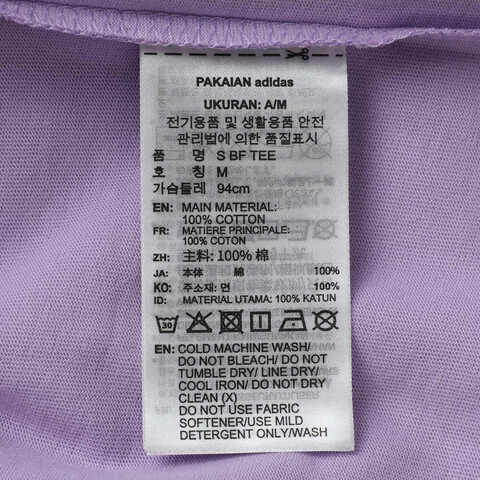 PAKAIAN adidas
UKURAN: A/M
전기용품 및 생활용품 안전
관리법에 의한 품질표시
품 명 S BF TEE
호 칭 M
가슴둘레 94cm
EN: MAIN MATERIAL:
100% COTTON
FR: MATIERE PRINCIPALE:
100% COTON
ZH: 主料: 100% 棉
JA: 本体 綿 100%
KO: 주소재: 면 100%
ID: MATERIAL UTAMA: 100% KATUN
30
EN: COLD MACHINE WASH/
DO NOT BLEACH/ DO NOT
TUMBLE DRY/ LINE DRY/
COOL IRON/ DO NOT DRY
CLEAN (X)
DO NOT USE FABRIC
SOFTENER/USE MILD
DETERGENT ONLY/WASH